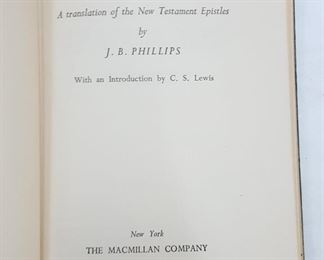 A translation of the New Testament Epistles
by
J. B. PHILLIPS
With an Introduction by C. S. Lewis
New York
THE MACMILLAN COMPANY